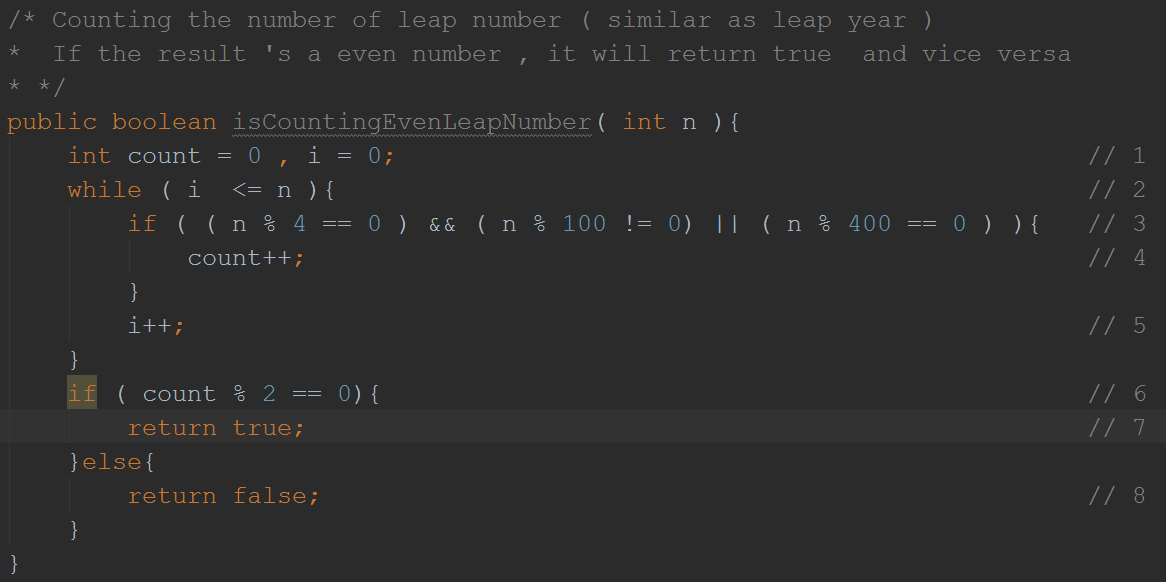 /* Counting the number of leap number ( similar as leap year )
*  If the result 's a even number , it will return true  and vice versa
* */
public boolean isCountingEvenLeapNumber( int n ){
int count = 0 , i = 0; // 1
while ( i  <= n ){ // 2
if ( ( n % 4 == 0 ) && ( n % 100 != 0) || ( n % 400 == 0 ) ){ // 3
count++; // 4
}
i++; // 5
}
if ( count % 2 == 0){ // 6
return true; // 7
}else{
return false; // 8
}
}